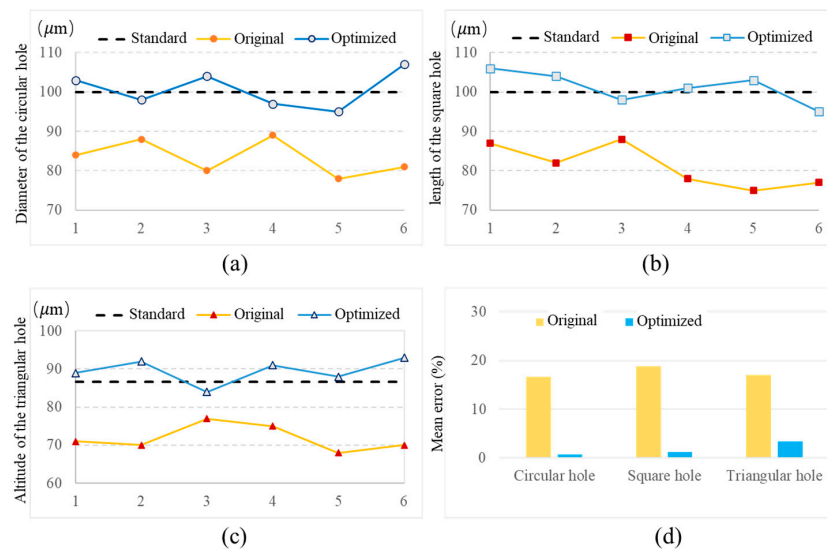 (μm)
Standard Original Optimized
Diameter of the circular hole
110
100
90
80
70
1 2 3 4 5 6
(a)
(μm)
Standard Original Optimized
length of the square hole
110
100
90
80
70
1 2 3 4 5 6
(b)
(μm)
Standard Original Optimized
Altitude of the triangular hole
100
90
80
70
60
1 2 3 4 5 6
(c)
Original Optimized
Mean error (%)
30
20
10
0
Circular hole Square hole Triangular hole
(d)